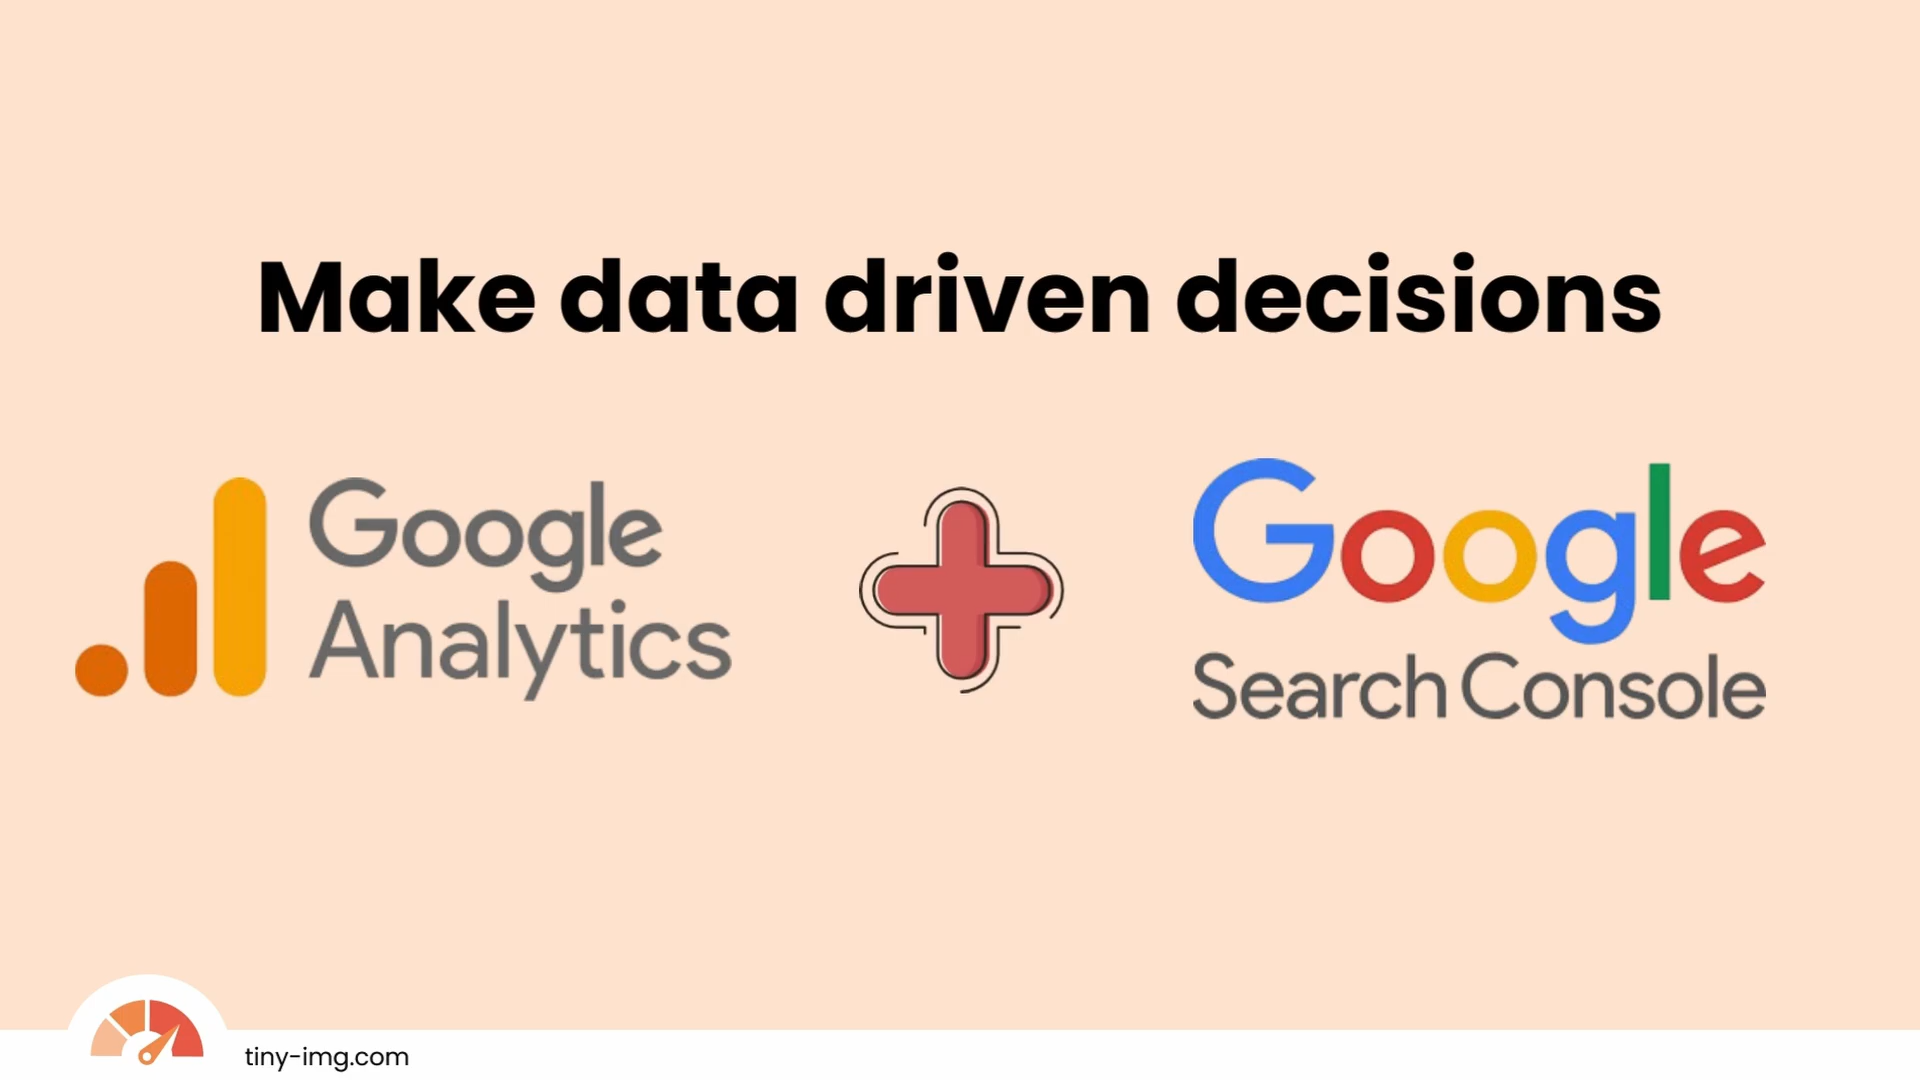 Make data driven decisions
Google
Analytics
Google
Search Console
tiny-img.com